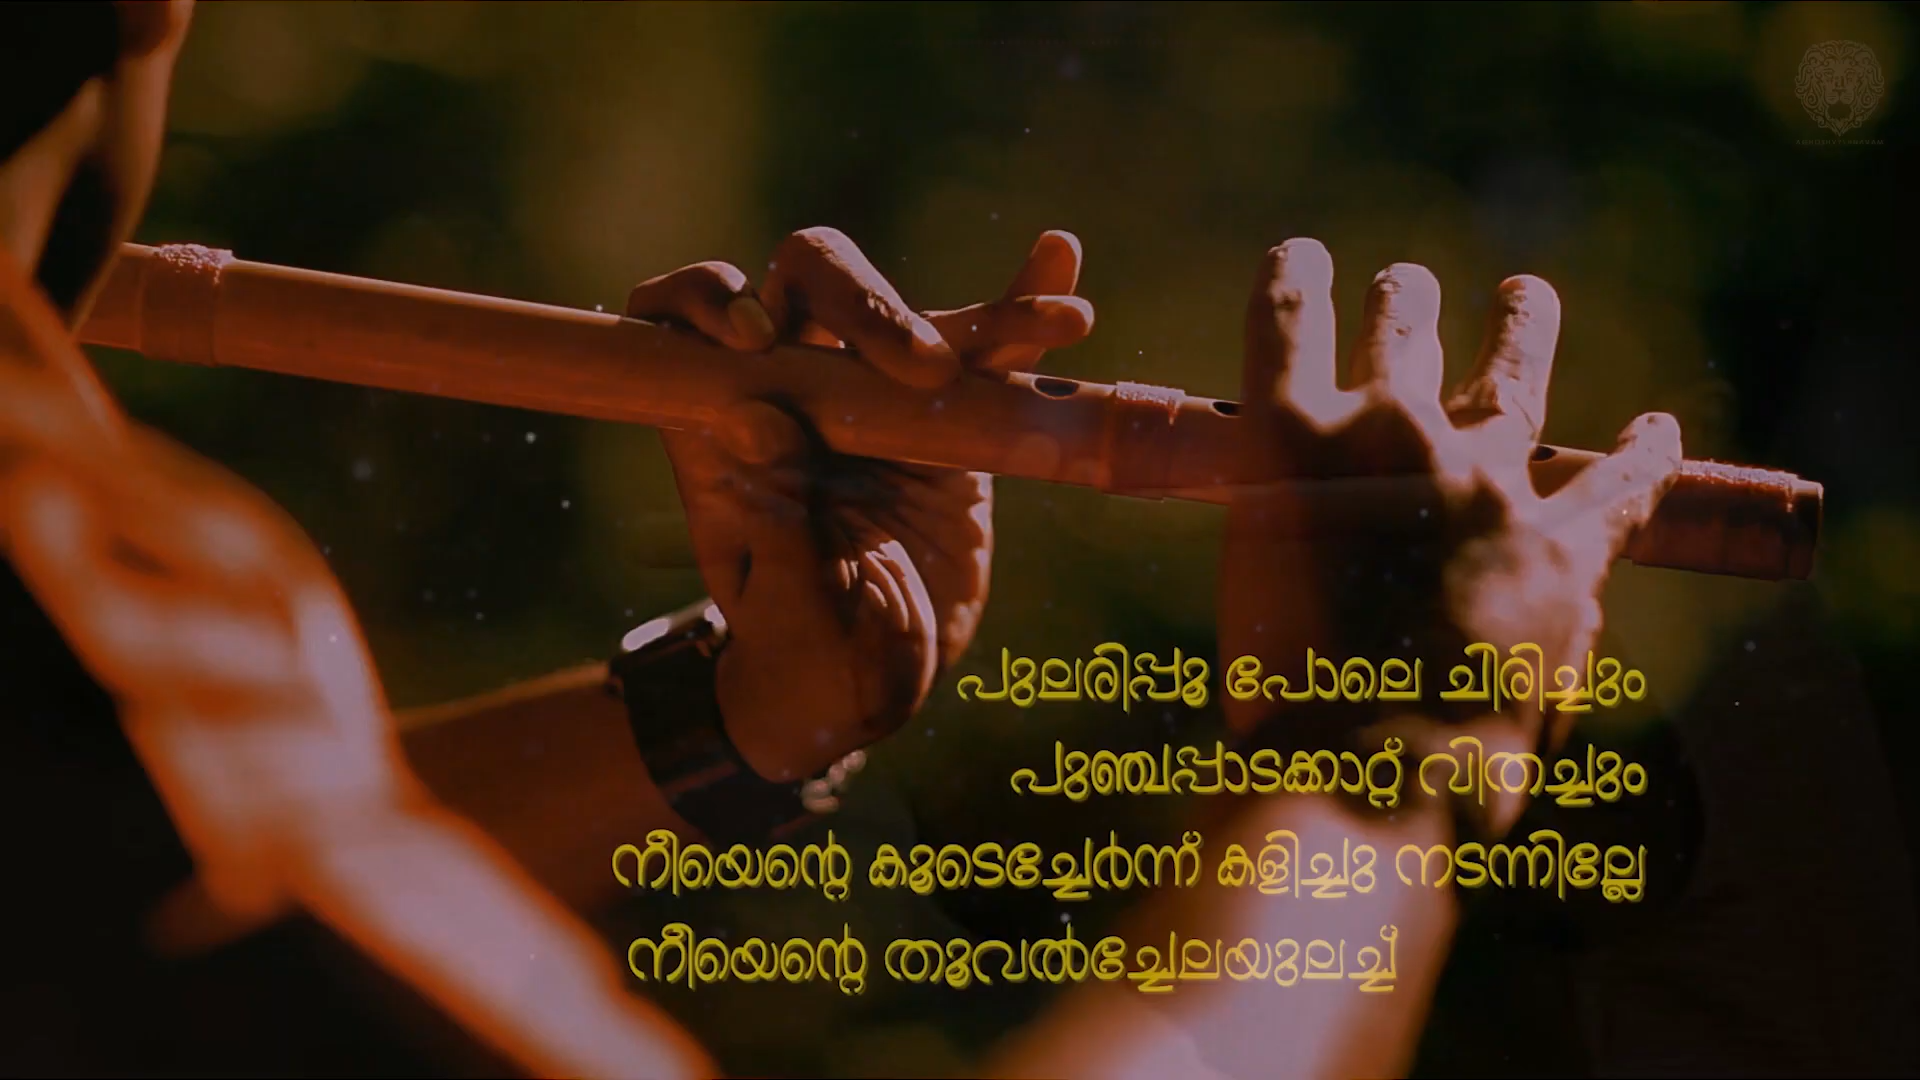 പുലരിപ്പൂ പോലെ ചിരിച്ചും
പുഞ്ചപ്പാടക്കാറ്റ് വിതച്ചും
നീയെന്റെ കൂടെച്ചേർന്ന് കളിച്ചു നടന്നില്ലേ
നീയെന്റെ തൂവൽച്ചേലയുലച്ച്